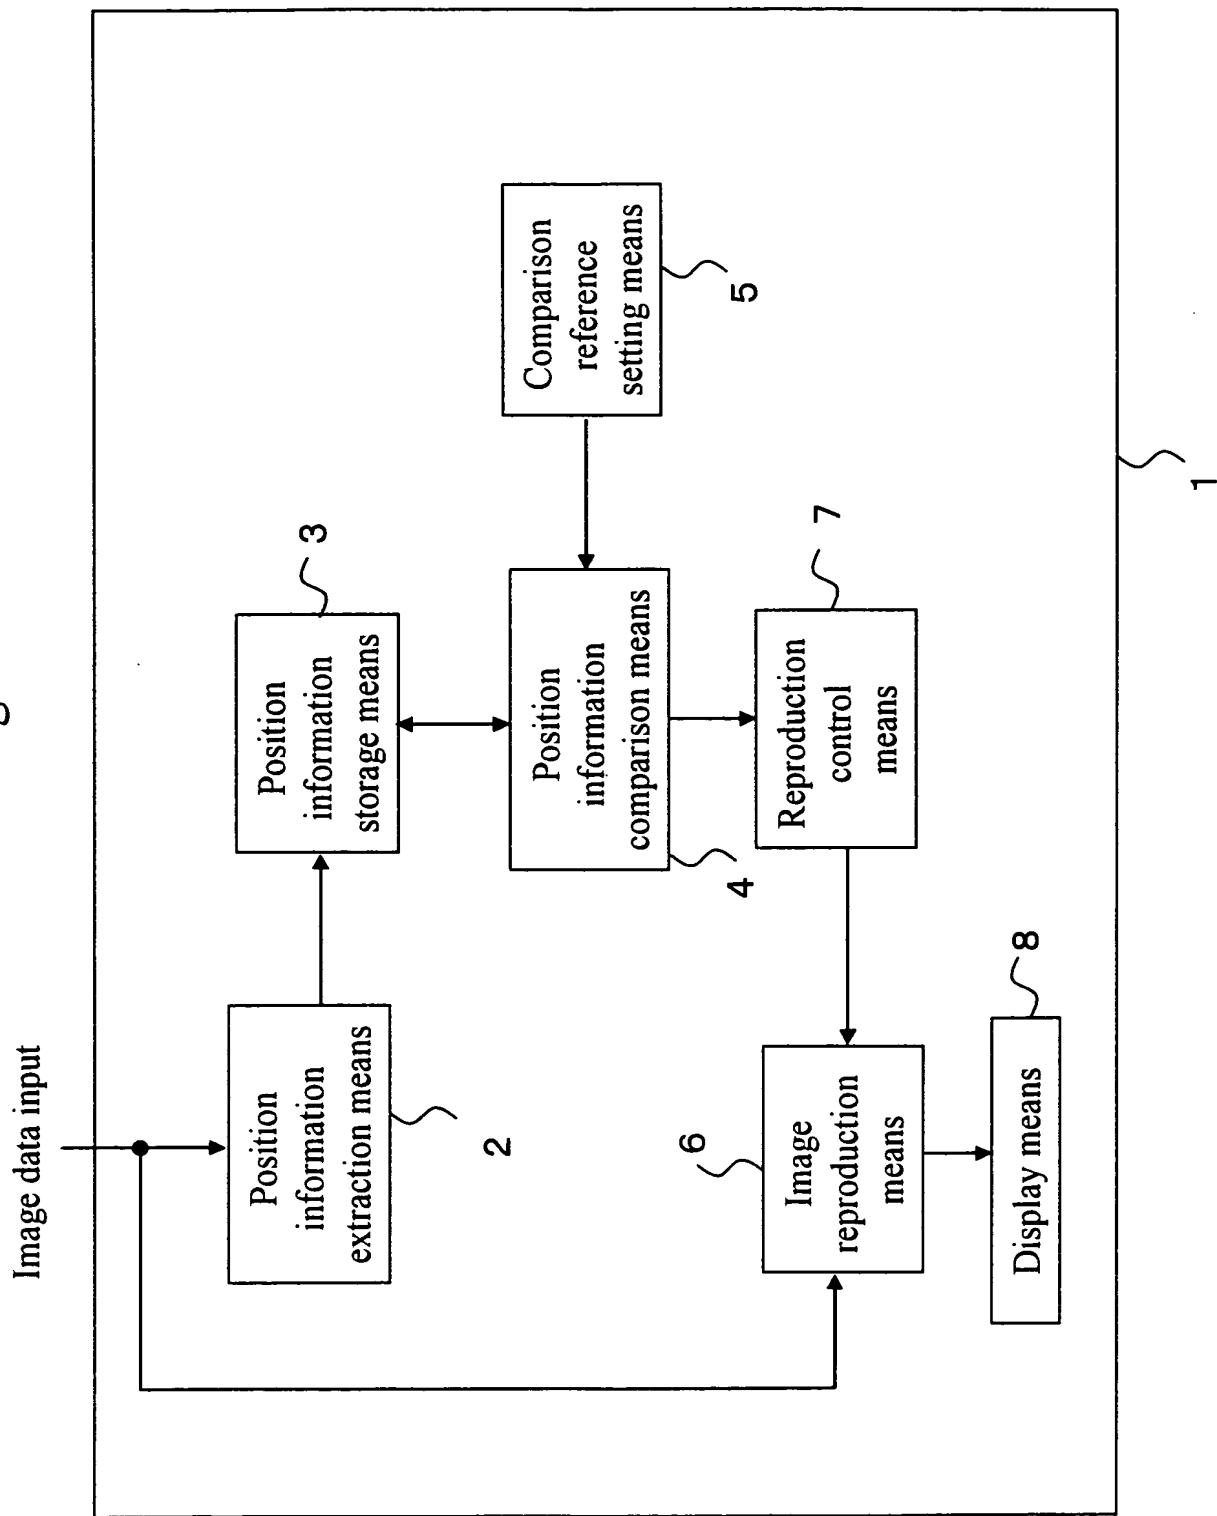 Image data input
Position
information
extraction means
2
Position
information
storage means
3
Position
information
comparison means
4
Comparison
reference
setting means
5
Image
reproduction
means
6
Reproduction
control
means
7
Display means
8
1